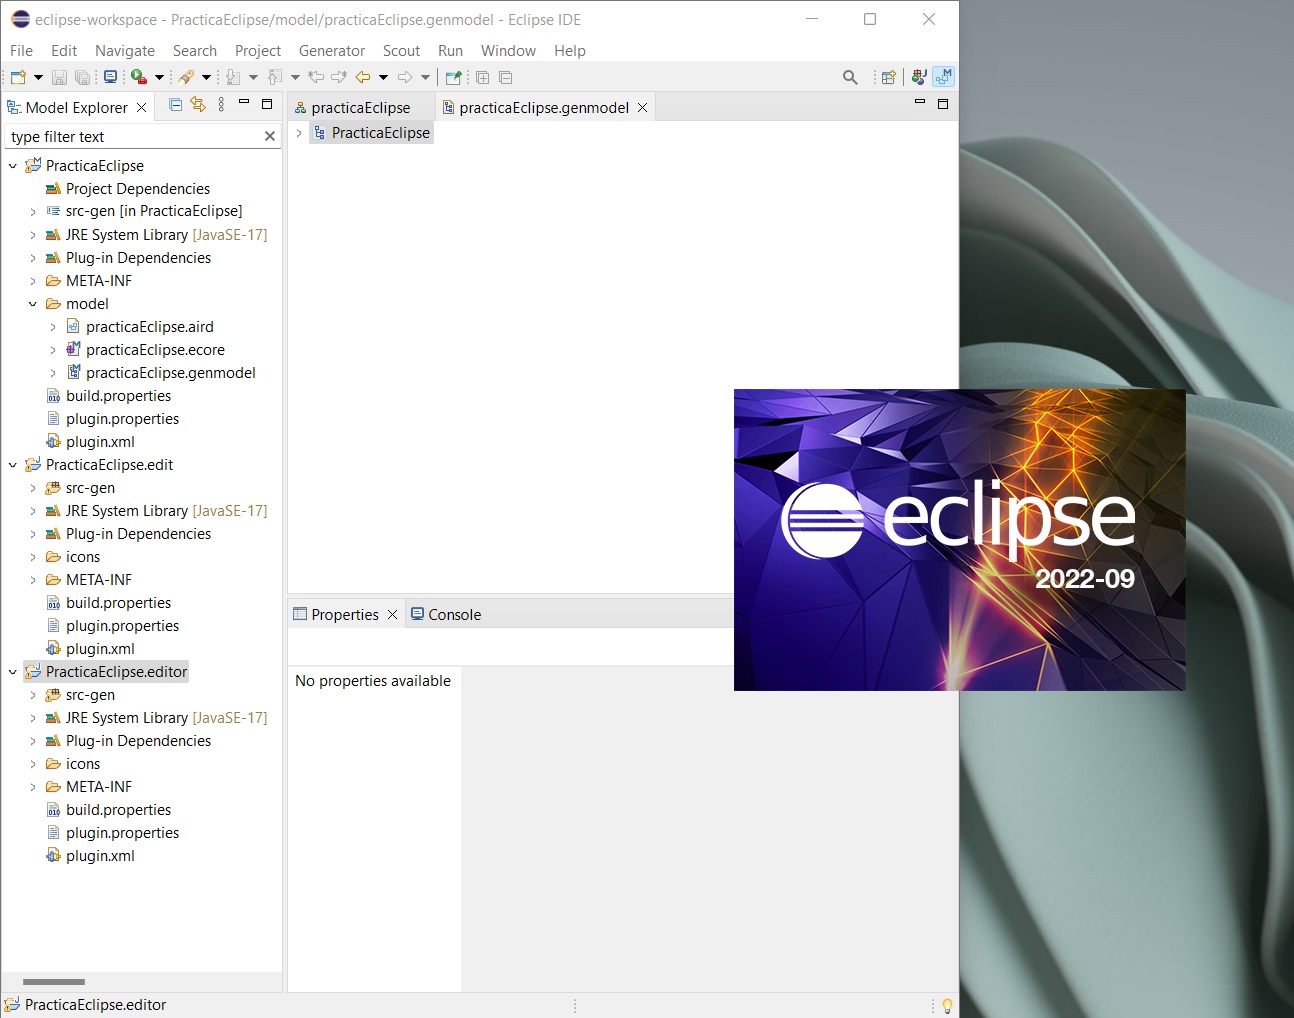 eclipse-workspace - PracticaEclipse/model/practicaEclipse.genmodel - Eclipse IDE
File Edit Navigate Search Project Generator Scout Run Window Help
Model Explorer
practicaEclipse
practicaEclipse.genmodel
type filter text
PracticaEclipse
PracticaEclipse
Project Dependencies
src-gen [in PracticaEclipse]
JRE System Library [JavaSE-17]
Plug-in Dependencies
META-INF
model
practicaEclipse.aird
practicaEclipse.ecore
practicaEclipse.genmodel
build.properties
plugin.properties
plugin.xml
PracticaEclipse.edit
src-gen
JRE System Library [JavaSE-17]
Plug-in Dependencies
icons
META-INF
build.properties
plugin.properties
plugin.xml
PracticaEclipse.editor
src-gen
JRE System Library [JavaSE-17]
Plug-in Dependencies
icons
META-INF
build.properties
plugin.properties
plugin.xml
eclipse
2022-09
Properties
Console
No properties available
PracticaEclipse.editor